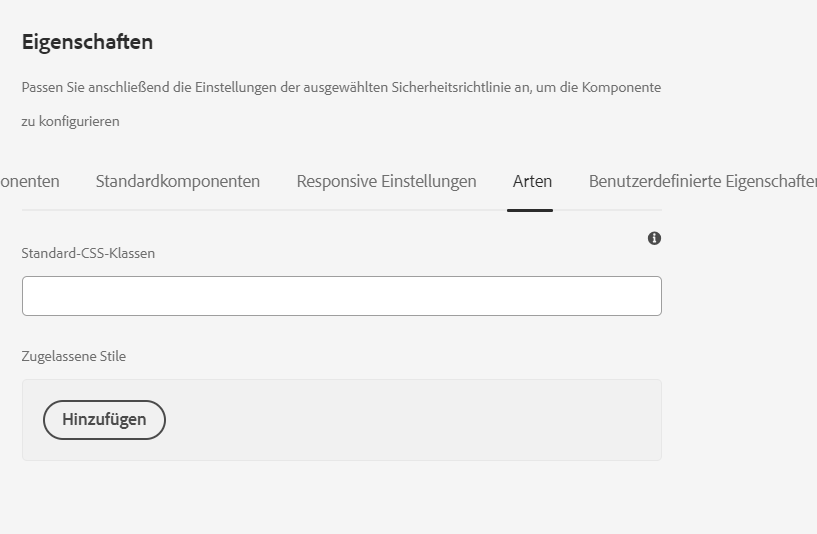 Eigenschaften
Passen Sie anschließend die Einstellungen der ausgewählten Sicherheitsrichtlinie an, um die Komponente
zu konfigurieren
onenten Standardkomponenten Responsive Einstellungen Arten Benutzerdefinierte Eigenschaften
Standard-CSS-Klassen
Zugelassene Stile
Hinzufügen